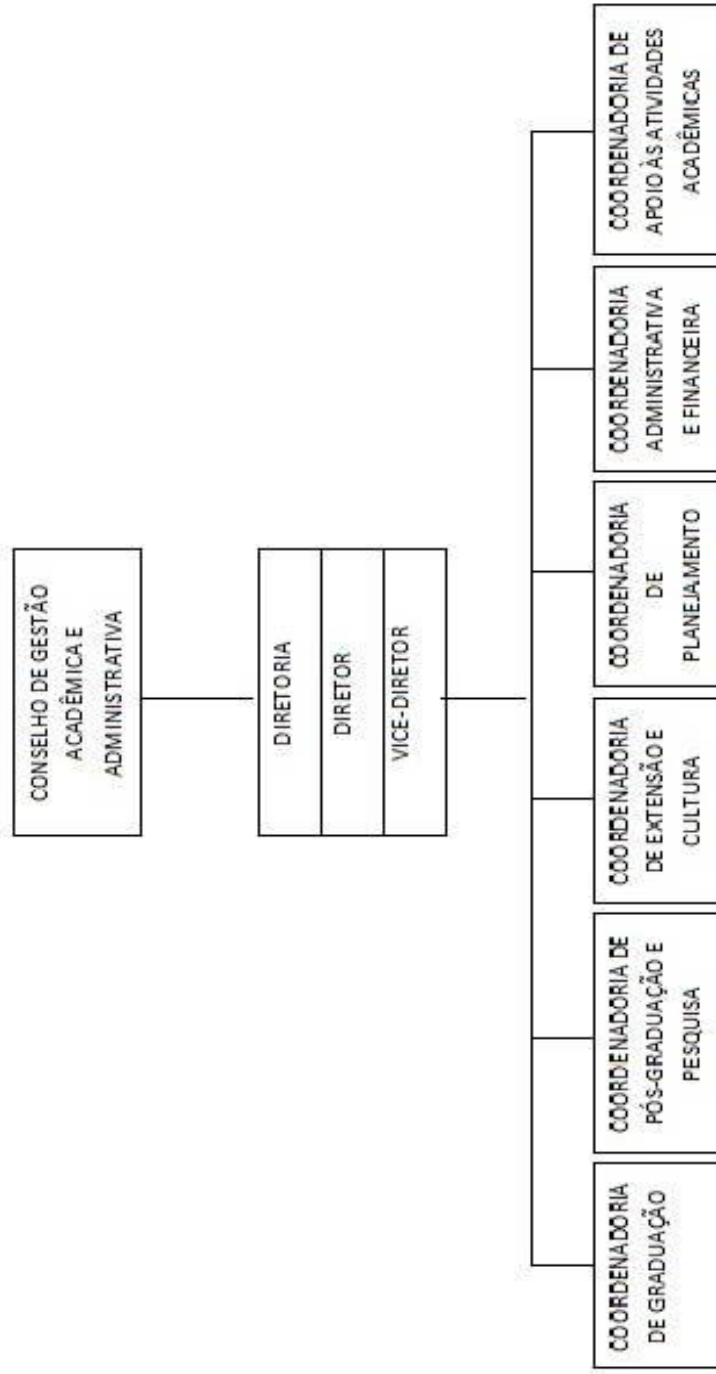 CONSELHO DE GESTÃO
ACADÊMICA E
ADMINISTRATIVA
DIRETORIA
DIRETOR
VICE-DIRETOR
COORDENADORIA
DE GRADUAÇÃO
COORDENADORIA DE
PÓS-GRADUAÇÃO E
PESQUISA
COORDENADORIA
DE EXTENSÃO E
CULTURA
COORDENADORIA
DE
PLANEJAMENTO
COORDENADORIA
ADMINISTRATIVA
E FINANCEIRA
COORDENADORIA DE
APOIO ÀS ATIVIDADES
ACADÊMICAS